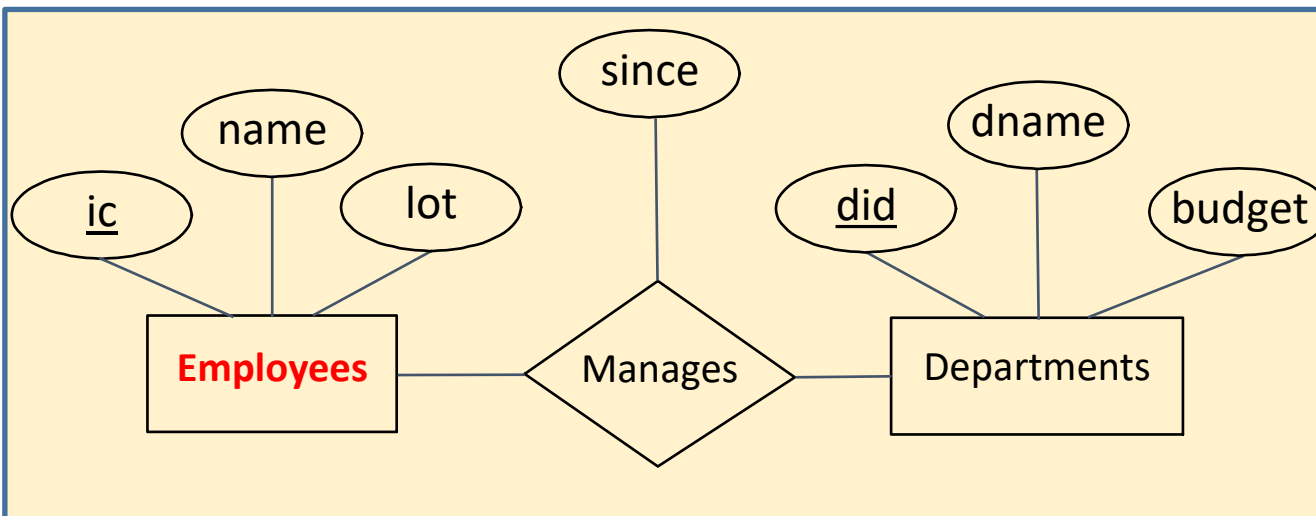 since
name
dname
ic
lot
did
budget
Employees
Manages
Departments